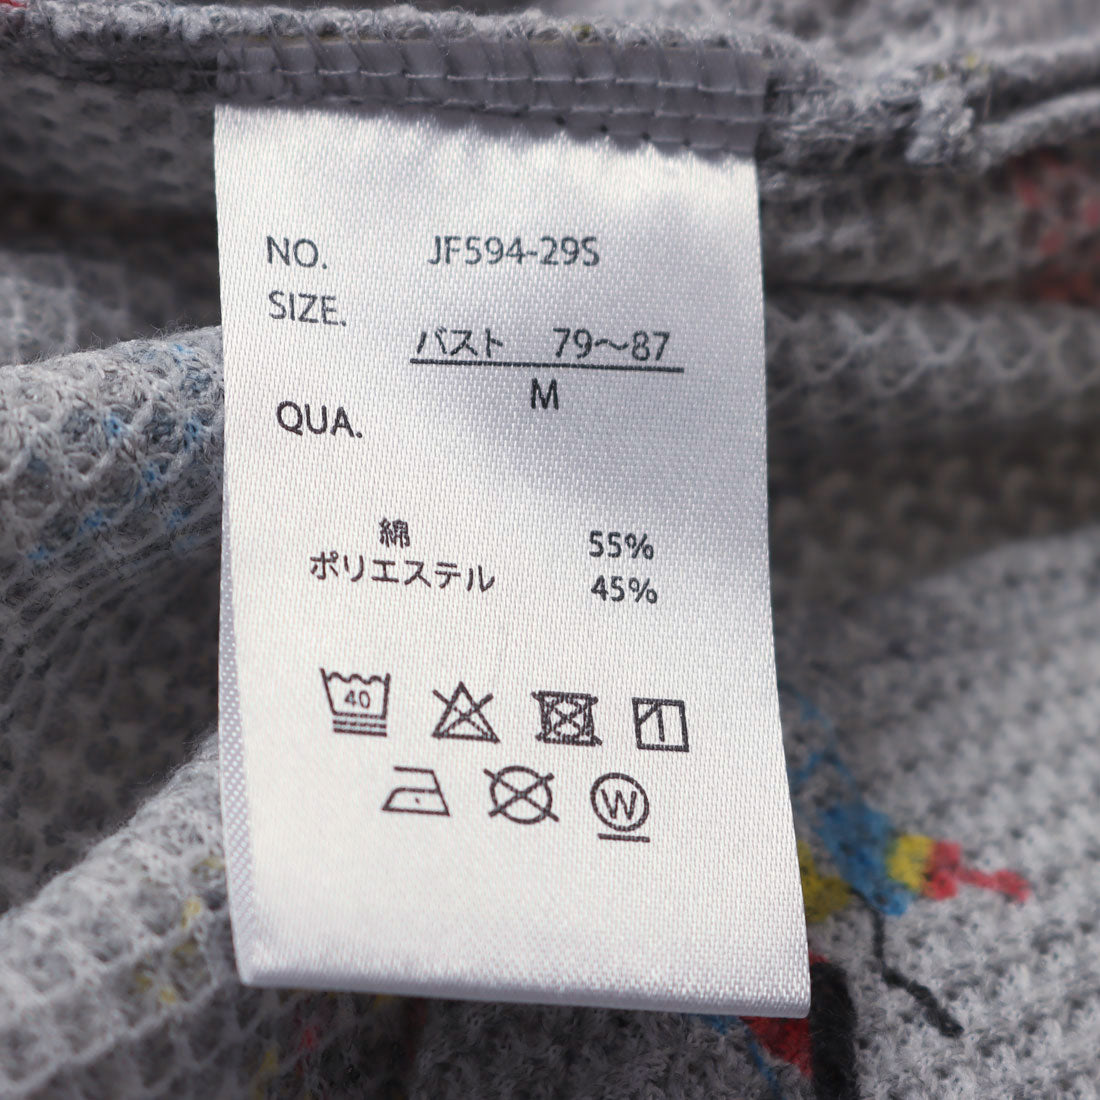 NO. JF594-29S
SIZE.
バスト 79〜87
M
QUA.
綿 55%
ポリエステル 45%
40
W